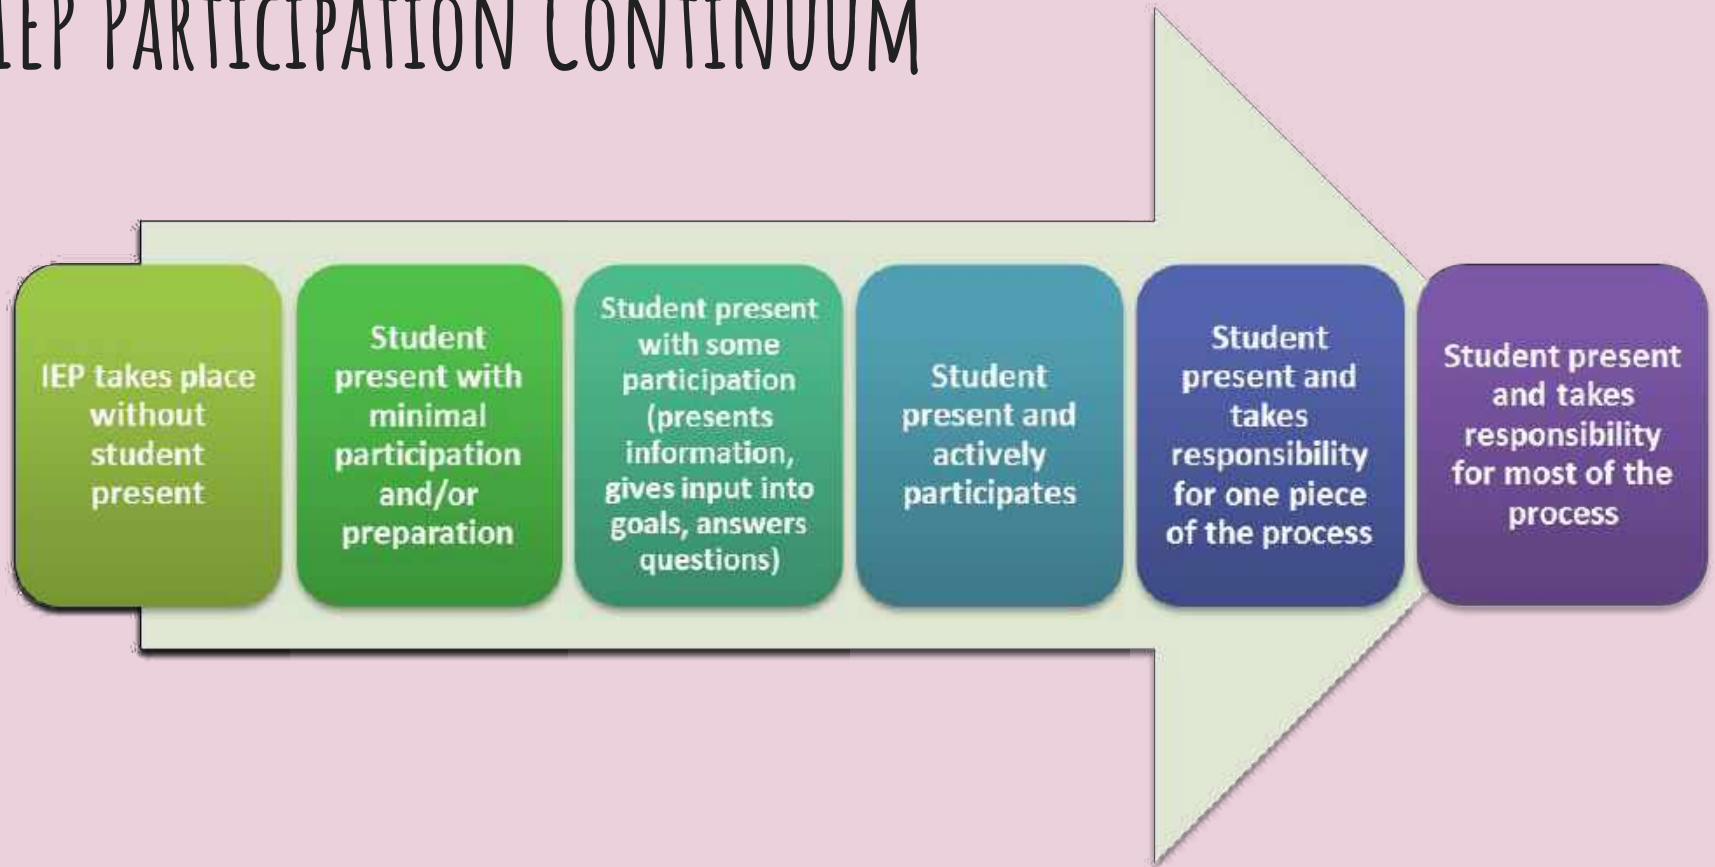 IEP PARTICIPATION CONTINUUM
IEP takes place
without
student
present
Student
present with
minimal
participation
and/or
preparation
Student present
with some
participation
(presents
information,
gives input into
goals, answers
questions)
Student
present and
actively
participates
Student
present and
takes
responsibility
for one piece
of the process
Student present
and takes
responsibility
for most of the
process